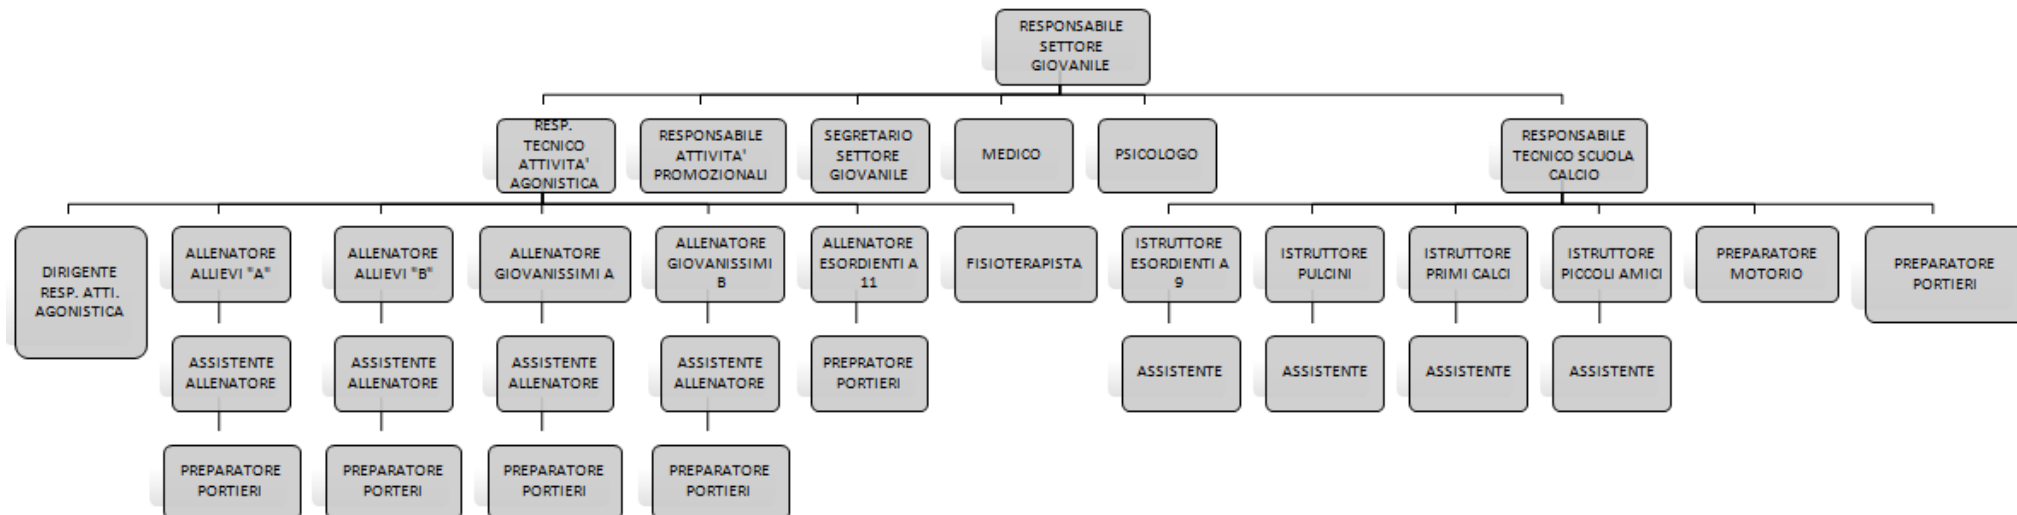 RESPONSABILE
SETTORE
GIOVANILE
RESP.
TECNICO
ATTIVITA'
AGONISTICA
RESPONSABILE
ATTIVITA'
PROMOZIONALI
SEGRETARIO
SETTORE
GIOVANILE
MEDICO
PSICOLOGO
RESPONSABILE
TECNICO SCUOLA
CALCIO
DIRIGENTE
RESP. ATTI.
AGONISTICA
ALLENATORE
ALLIEVI "A"
ALLENATORE
ALLIEVI "B"
ALLENATORE
GIOVANISSIMI A
ALLENATORE
GIOVANISSIMI
B
ALLENATORE
ESORDIENTI A
11
FISIOTERAPISTA
ISTRUTTORE
ESORDIENTI A
9
ISTRUTTORE
PULCINI
ISTRUTTORE
PRIMI CALCI
ISTRUTTORE
PICCOLI AMICI
PREPARATORE
MOTORIO
PREPARATORE
PORTIERI
ASSISTENTE
ALLENATORE
ASSISTENTE
ALLENATORE
ASSISTENTE
ALLENATORE
ASSISTENTE
ALLENATORE
PREPRATORE
PORTIERI
ASSISTENTE
ASSISTENTE
ASSISTENTE
ASSISTENTE
PREPARATORE
PORTIERI
PREPARATORE
PORTERI
PREPARATORE
PORTIERI
PREPARATORE
PORTIERI